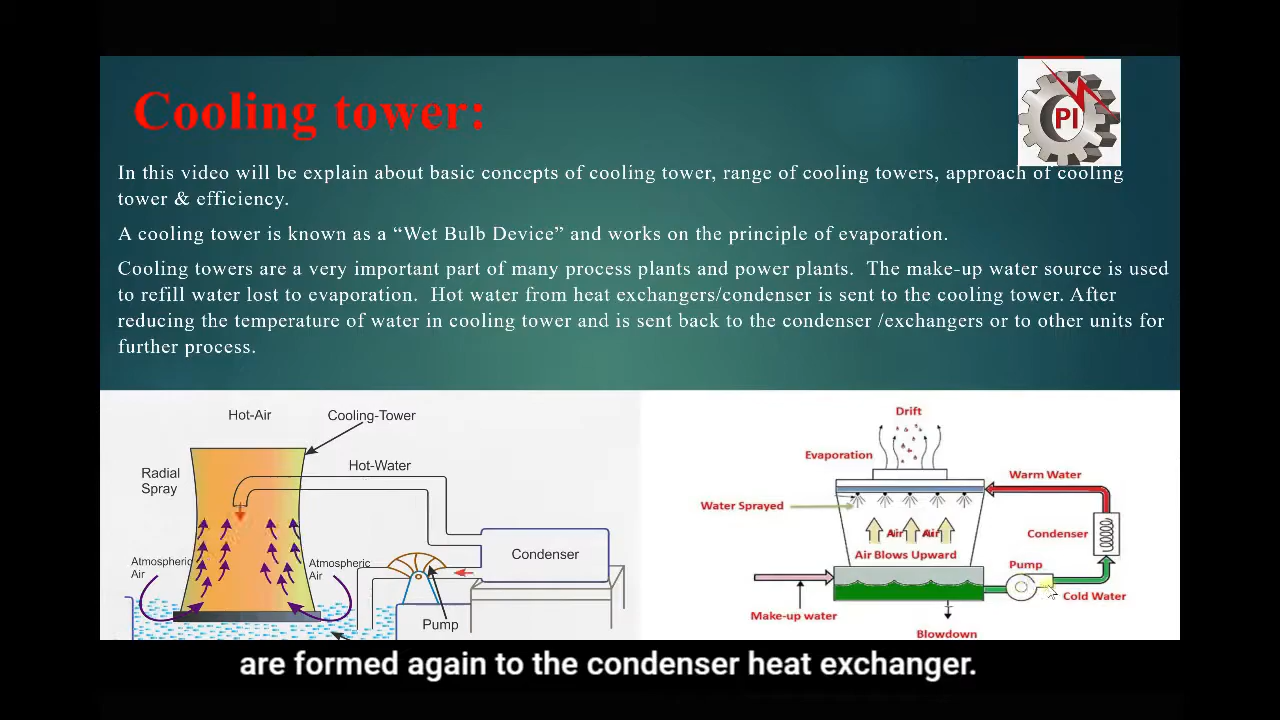 Cooling tower:
PI
In this video will be explain about basic concepts of cooling tower, range of cooling towers, approach of cooling
tower & efficiency.
A cooling tower is known as a “Wet Bulb Device” and works on the principle of evaporation.
Cooling towers are a very important part of many process plants and power plants. The make-up water source is used
to refill water lost to evaporation. Hot water from heat exchangers/condenser is sent to the cooling tower. After
reducing the temperature of water in cooling tower and is sent back to the condenser /exchangers or to other units for
further process.
Hot-Air
Cooling-Tower
Hot-Water
Radial
Spray
Atmospheric
Air
Atmospheric
Air
Condenser
Pump
Drift
Evaporation
Warm Water
Water Sprayed
Condenser
Air Air
Air Blows Upward
Pump
Cold Water
Make-up water
Blowdown
are formed again to the condenser heat exchanger.